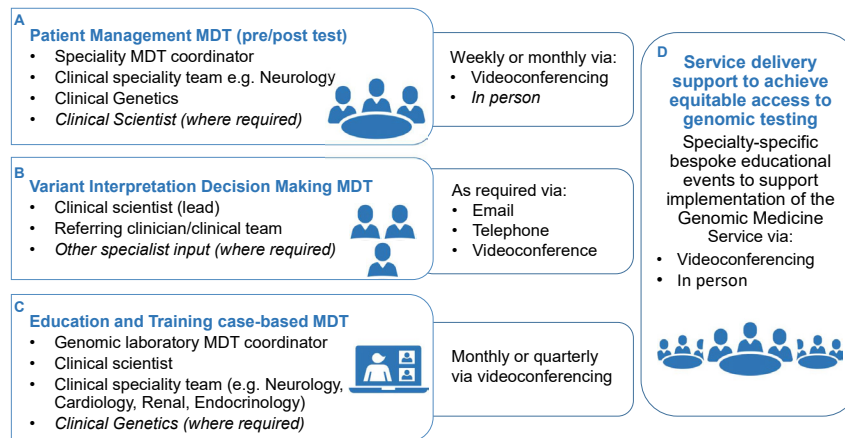 A
Patient Management MDT (pre/post test)
• Speciality MDT coordinator
• Clinical speciality team e.g. Neurology
• Clinical Genetics
• Clinical Scientist (where required)
Weekly or monthly via:
• Videoconferencing
• In person
B
Variant Interpretation Decision Making MDT
• Clinical scientist (lead)
• Referring clinician/clinical team
• Other specialist input (where required)
As required via:
• Email
• Telephone
• Videoconference
C
Education and Training case-based MDT
• Genomic laboratory MDT coordinator
• Clinical scientist
• Clinical speciality team (e.g. Neurology,
Cardiology, Renal, Endocrinology)
• Clinical Genetics (where required)
Monthly or quarterly
via videoconferencing
D
Service delivery
support to achieve
equitable access to
genomic testing
Specialty-specific
bespoke educational
events to support
implementation of the
Genomic Medicine
Service via:
• Videoconferencing
• In person